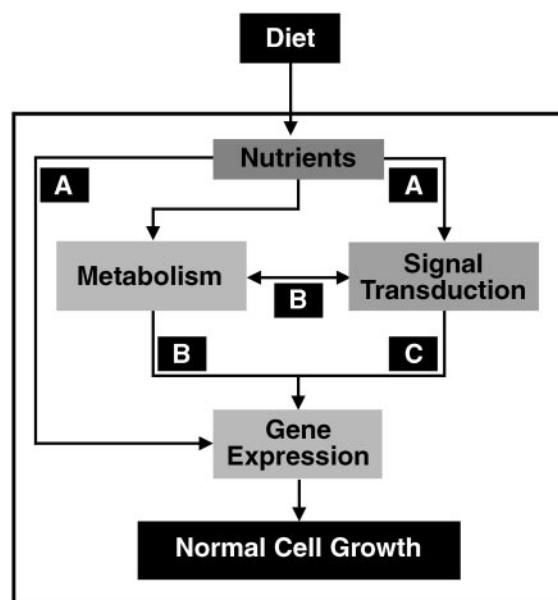 Diet
Nutrients
A
A
Metabolism
Signal
Transduction
B
B
C
Gene
Expression
Normal Cell Growth